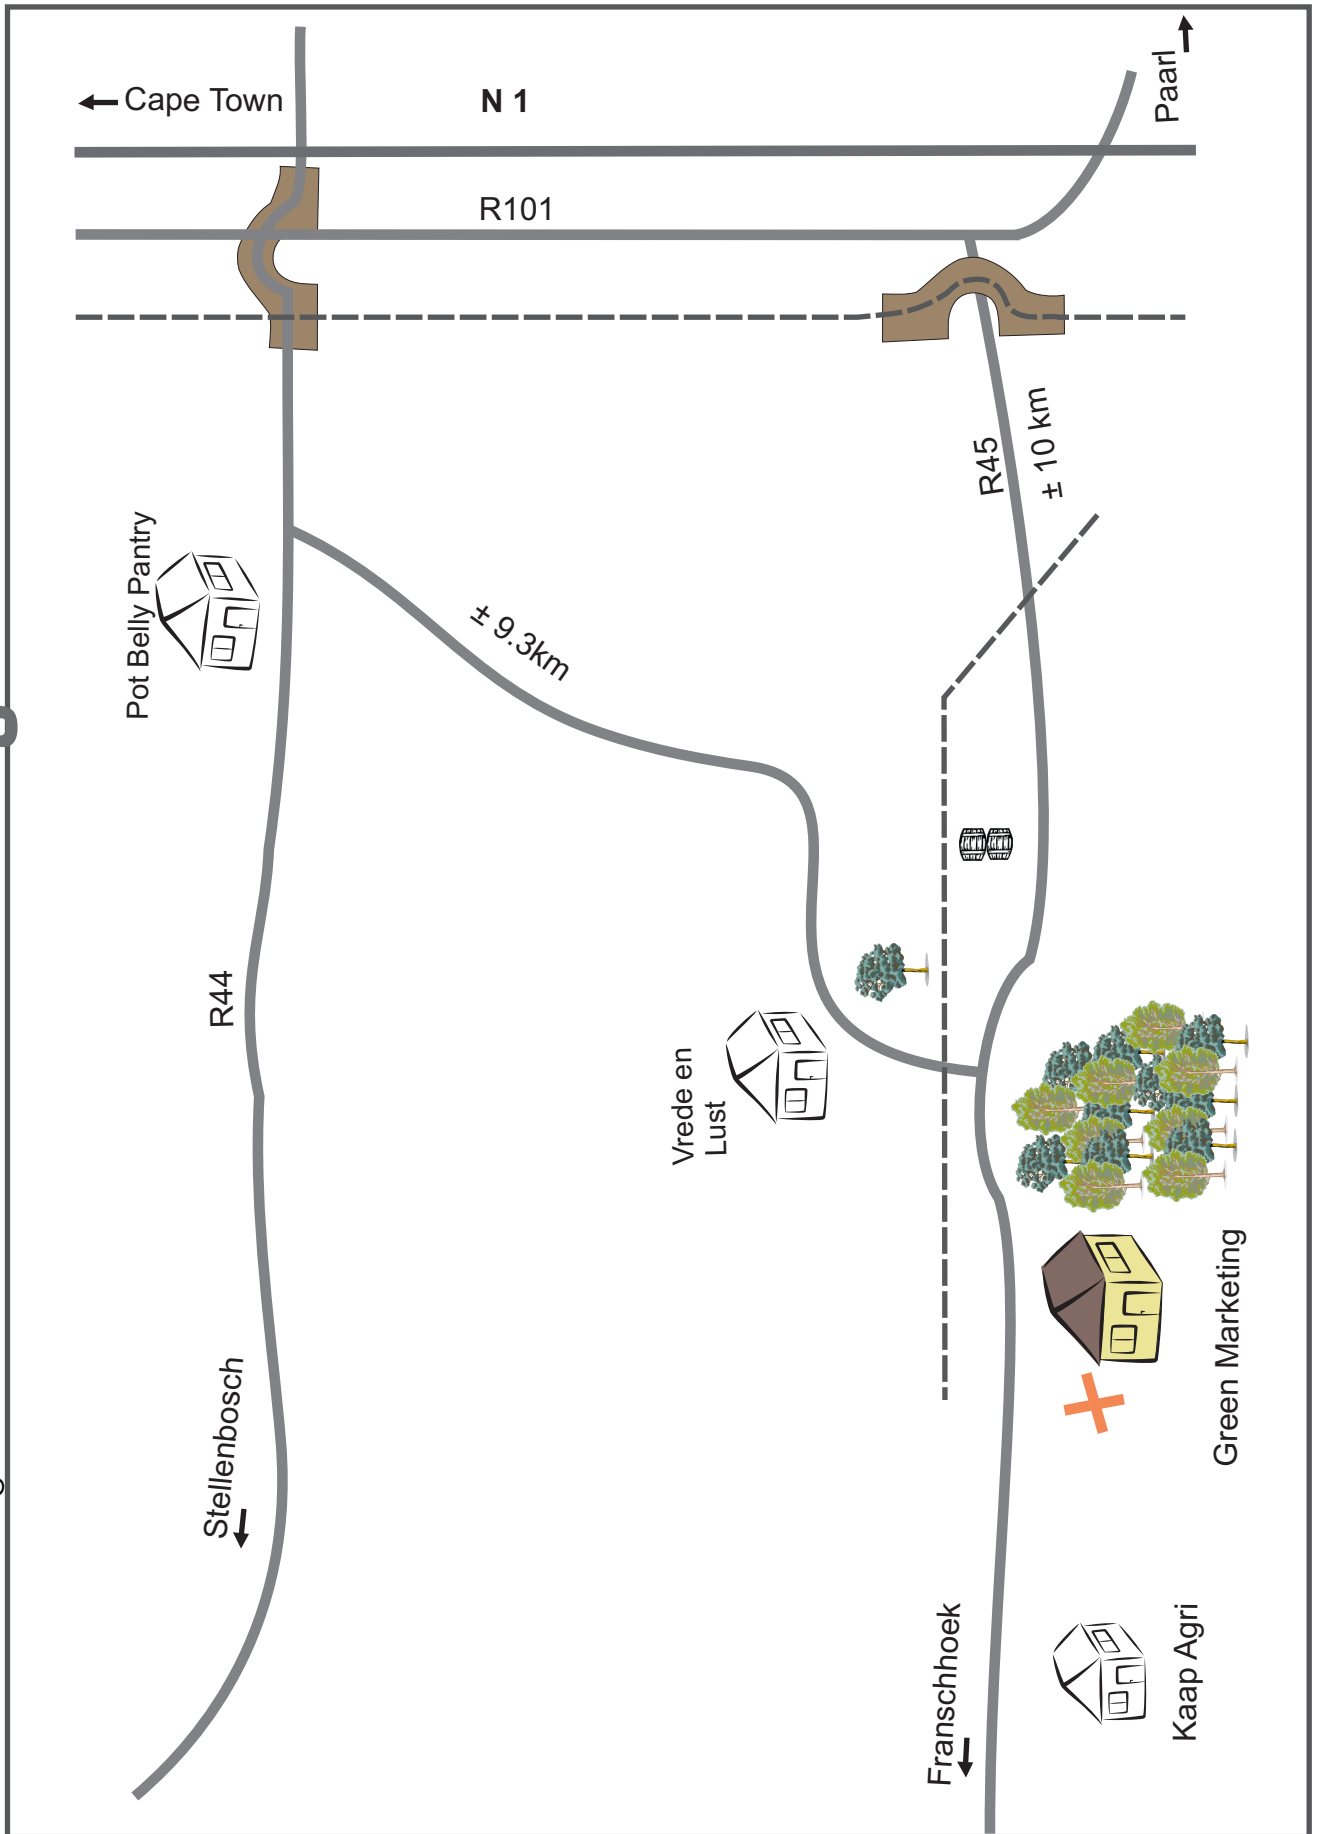 Cape Town
N 1
Paarl
R101
R45
± 10 km
Pot Belly Pantry
± 9.3km
R44
Vrede en
Lust
Green Marketing
Stellenbosch
Franschhoek
Kaap Agri